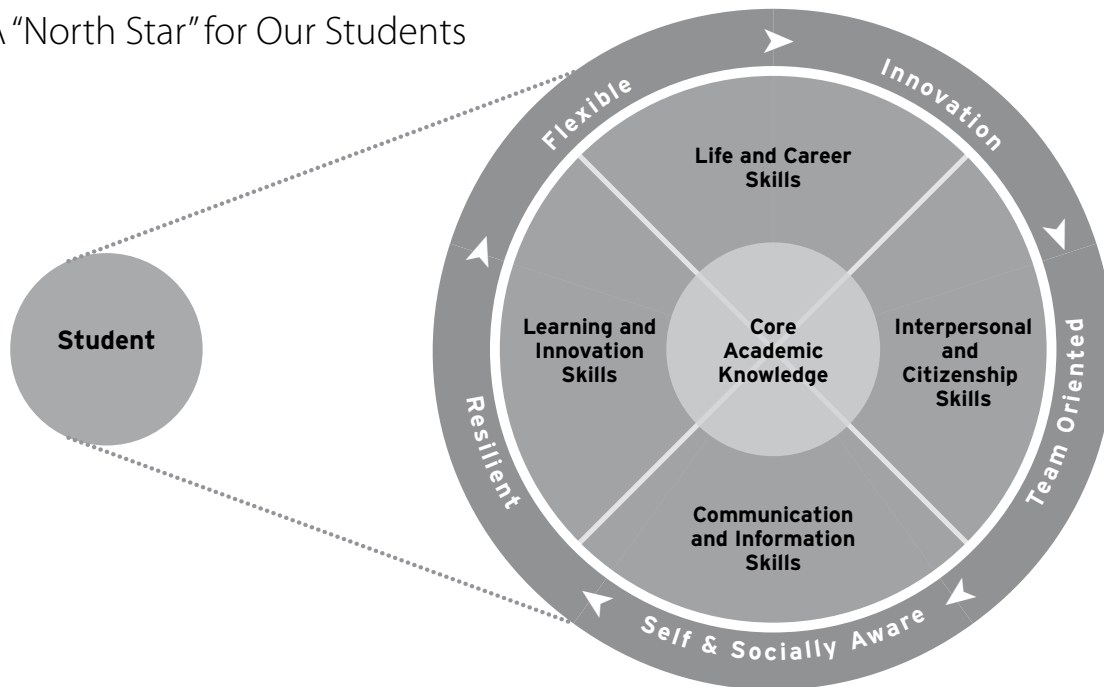 A “North Star” for Our Students
Flexible
Innovation
Life and Career
Skills
Student
Learning and
Innovation
Skills
Core
Academic
Knowledge
Interpersonal
and
Citizenship
Skills
Resilient
Team Oriented
Communication
and Information
Skills
Self & Socially Aware